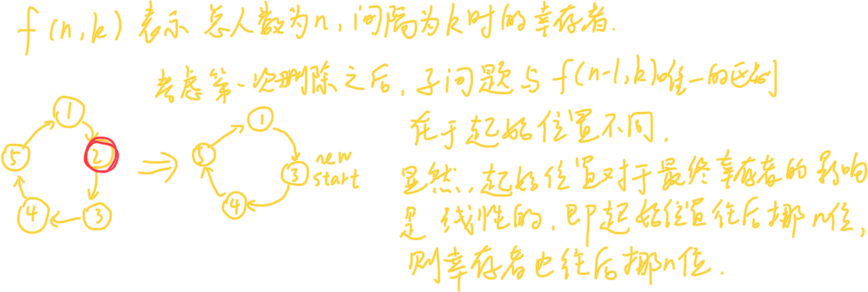 f(n,k) 表示 总人数为n,间隔为k时的幸存者.
考虑第一次删除之后,子问题与f(n-1,k)唯一的区别
在于起始位置不同.
显然,起始位置对于最终幸存者的影响
是线性的,即起始位置往后挪n位,
则幸存者也往后挪n位.
1
2
3
4
5
⇒
1
3
4
5
new
start